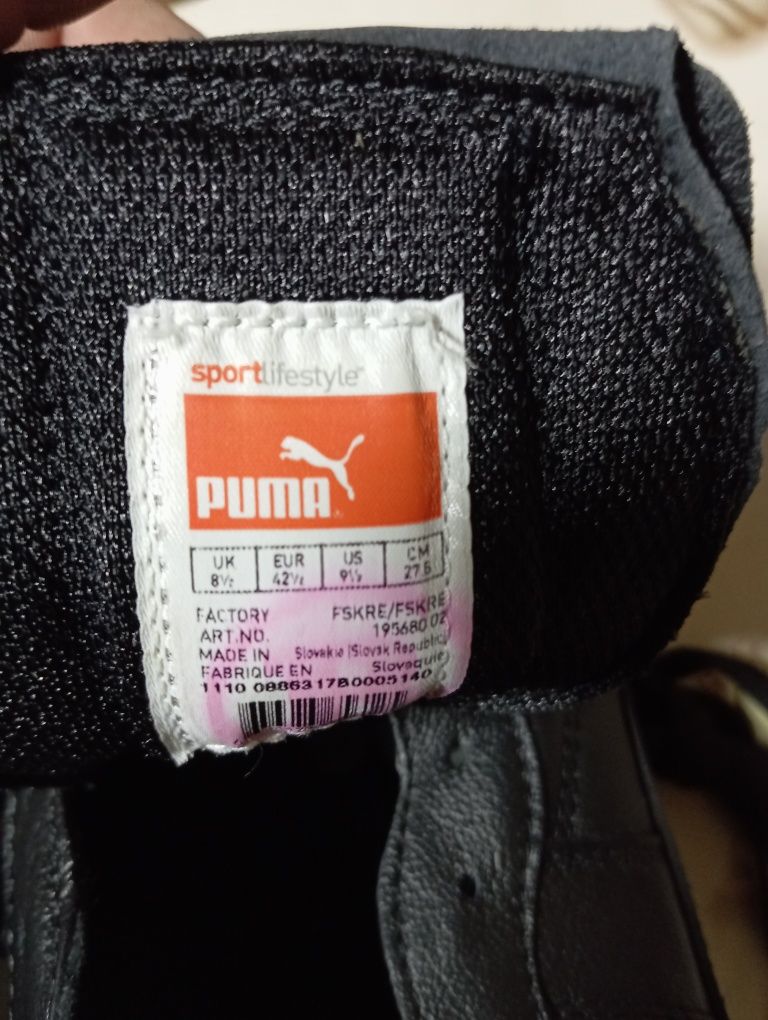 sportlifestyle
PUMA
UK EUR US CM
8½ 42½ 9½ 27.5
FACTORY FSKRE/FSKRE
ART.NO. 195680 02
MADE IN Slovakia (Slovak Republic)
FABRIQUE EN Slovaquie
1110 0886317B0005140